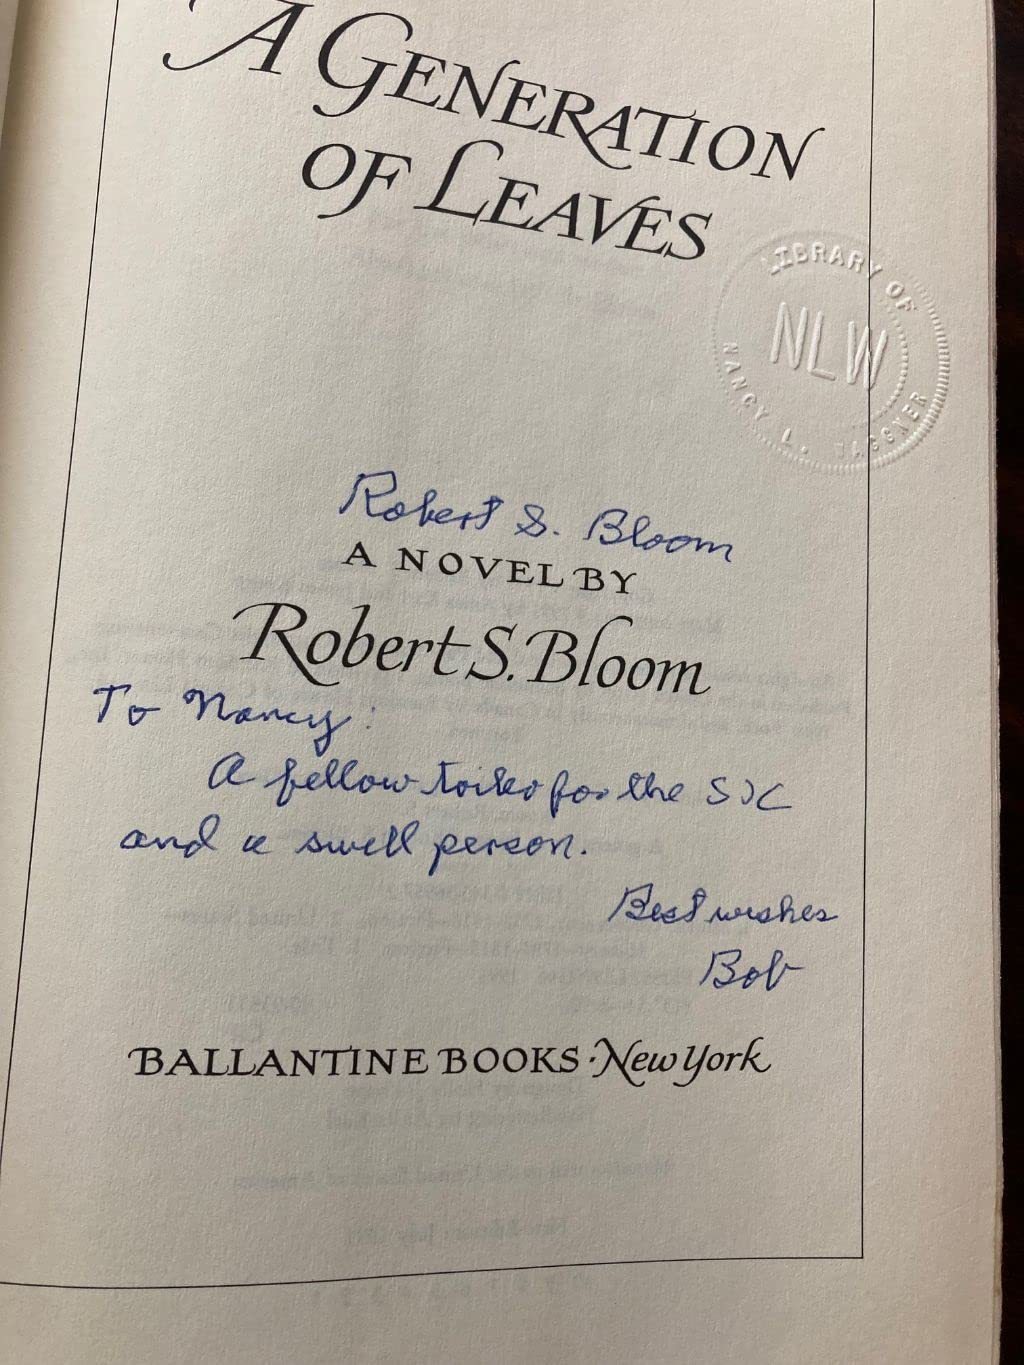 A GENERATION
OF LEAVES
LIBRARY OF
NLW
NANCY L. WAGGNER
Robert S. Bloom
A NOVEL BY
Robert S. Bloom
To Nancy:
A fellow for the SJC
and a swell person.
Best wishes
Bob
BALLANTINE BOOKS · New York